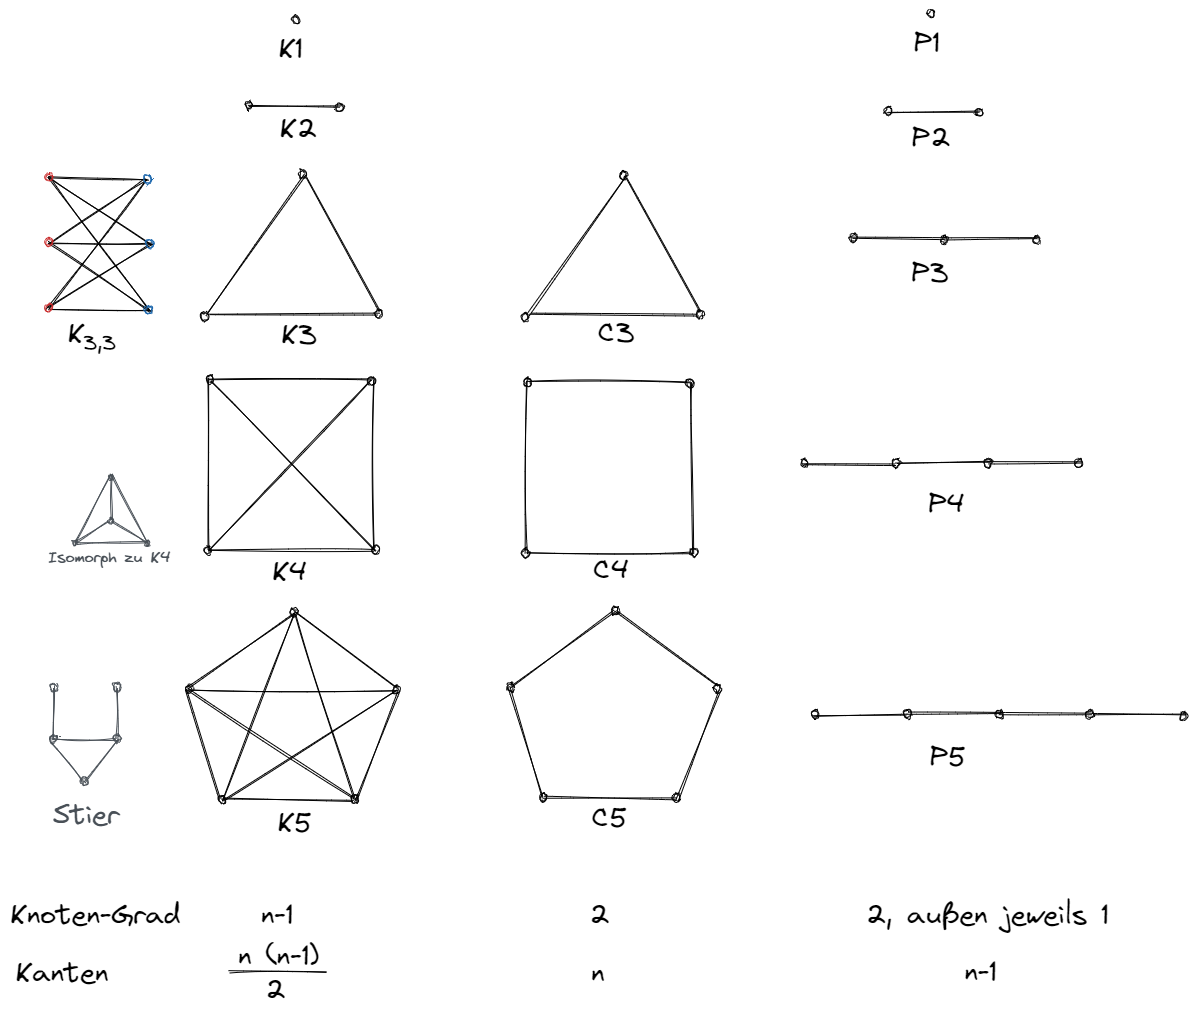 K1
P1
K2
P2
K3,3
K3
C3
P3
Isomorph zu K4
K4
C4
P4
Stier
K5
C5
P5
Knoten-Grad n-1 2 2, außen jeweils 1
Kanten n (n-1) n n-1
2